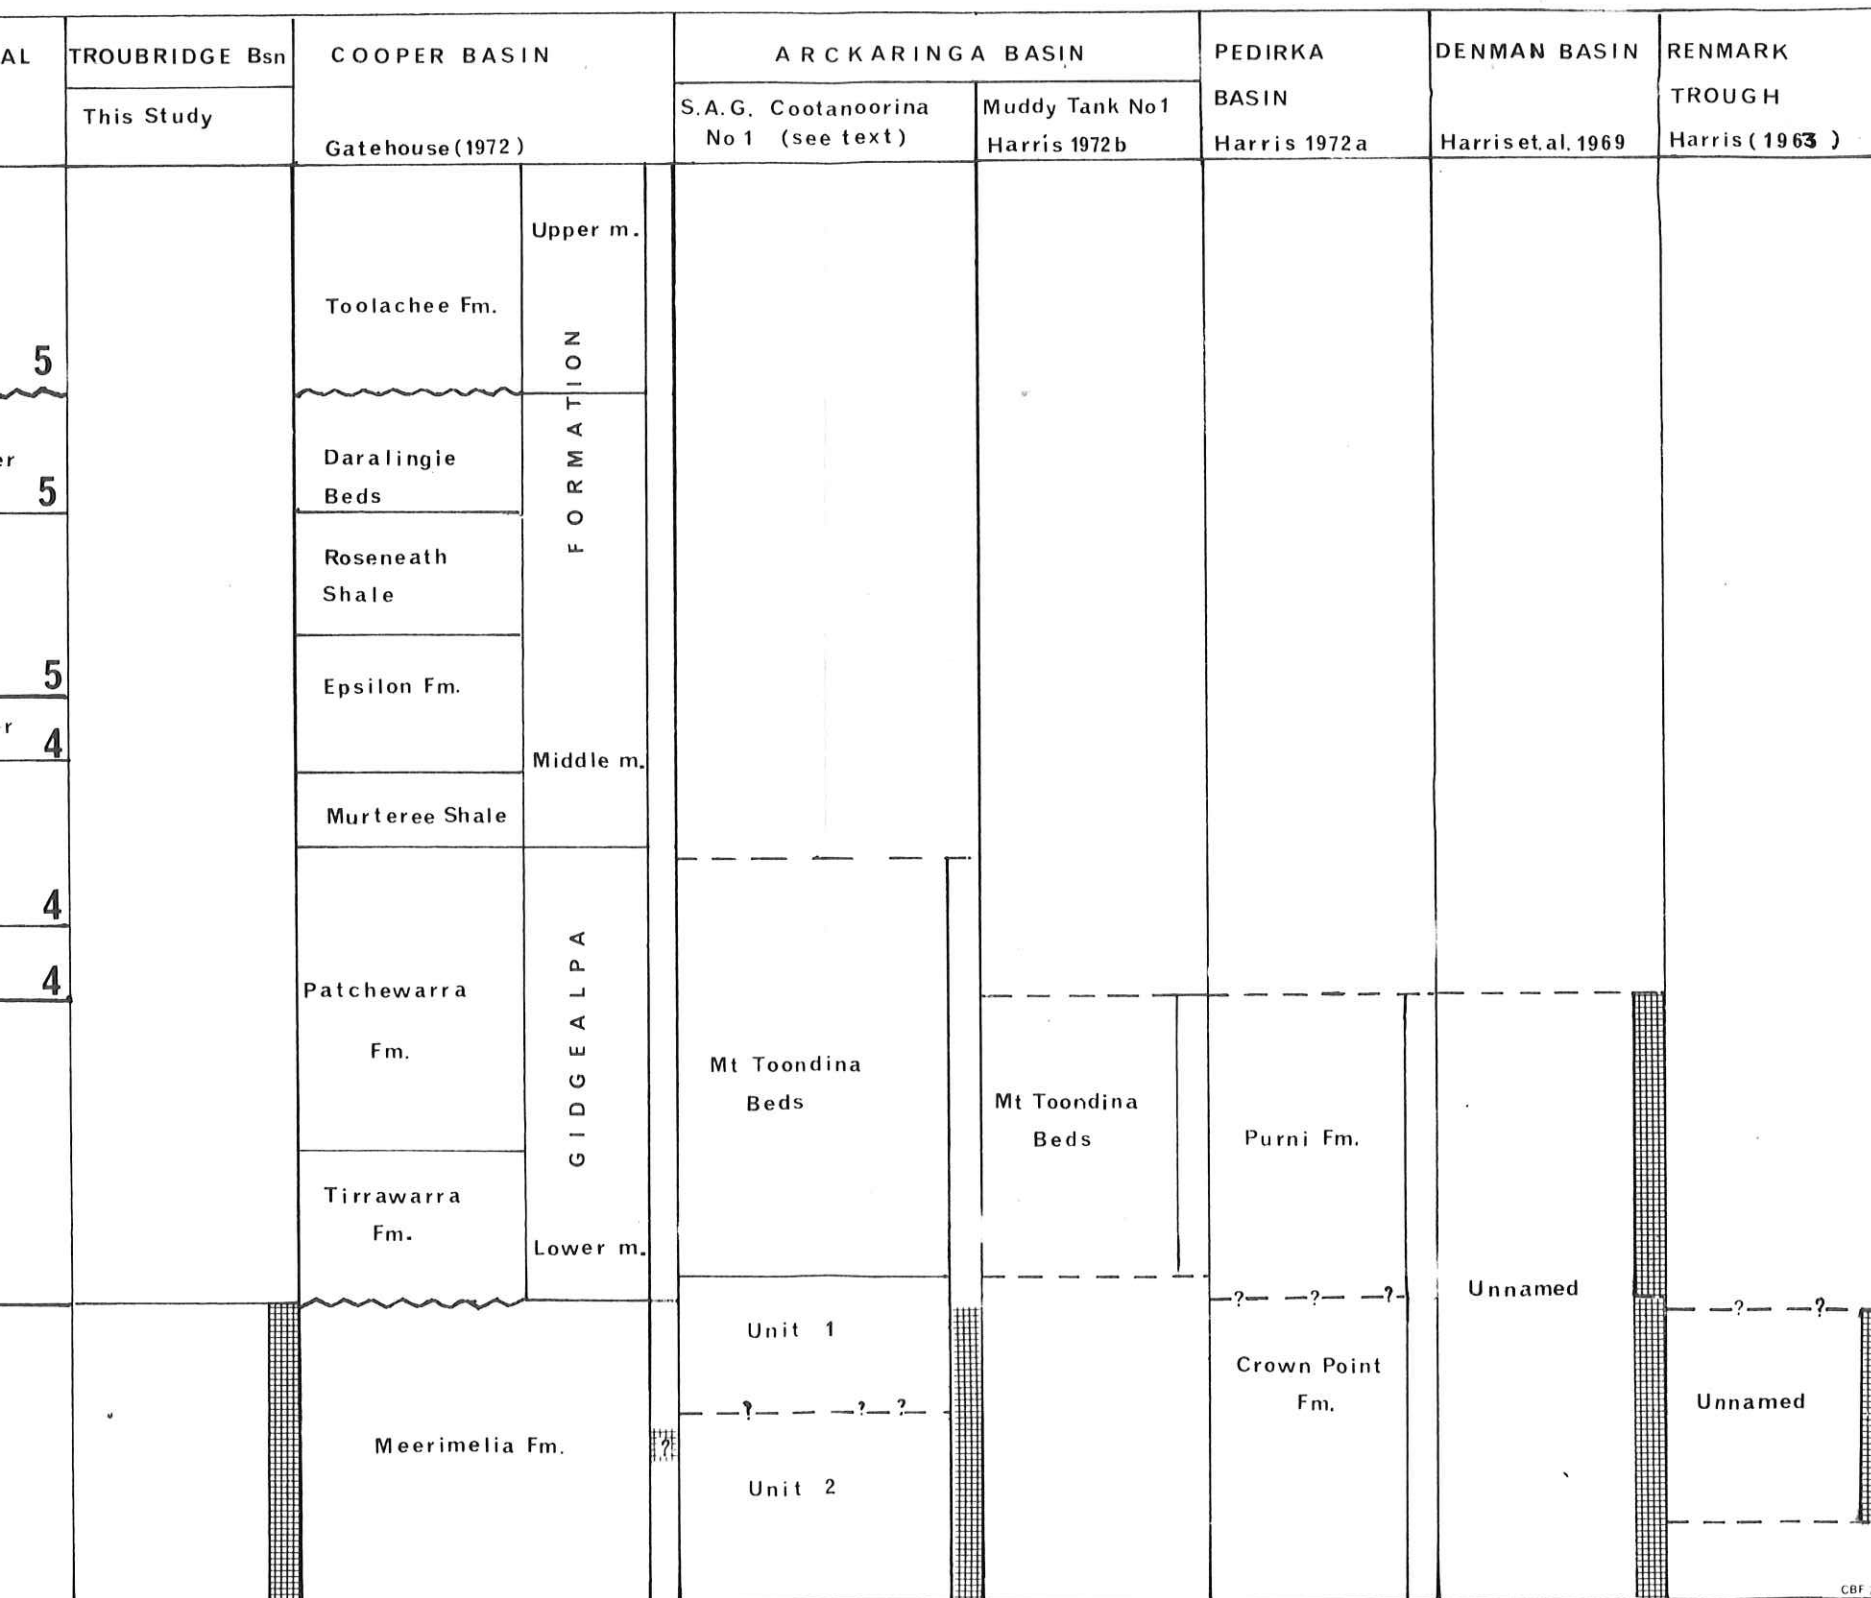 AL
TROUBRIDGE Bsn
This Study
COOPER BASIN
Gatehouse (1972)
ARCKARINGA BASIN
S.A.G. Cootanoorina
No 1 (see text)
Muddy Tank No1
Harris 1972b
PEDIRKA
BASIN
Harris 1972a
DENMAN BASIN
Harris et. al. 1969
RENMARK
TROUGH
Harris (1963)
5
er
5
5
r
4
4
4
Toolachee Fm.
Daralingie
Beds
Roseneath
Shale
Epsilon Fm.
Murteree Shale
Patchewarra
Fm.
Tirrawarra
Fm.
Meerimelia Fm.
Upper m.
Middle m.
Lower m.
GIDGEALPA FORMATION
?
Mt Toondina
Beds
Unit 1
? ? ?
Unit 2
Mt Toondina
Beds
Purni Fm.
? ? ?
Crown Point
Fm.
Unnamed
? ?
Unnamed
CBF